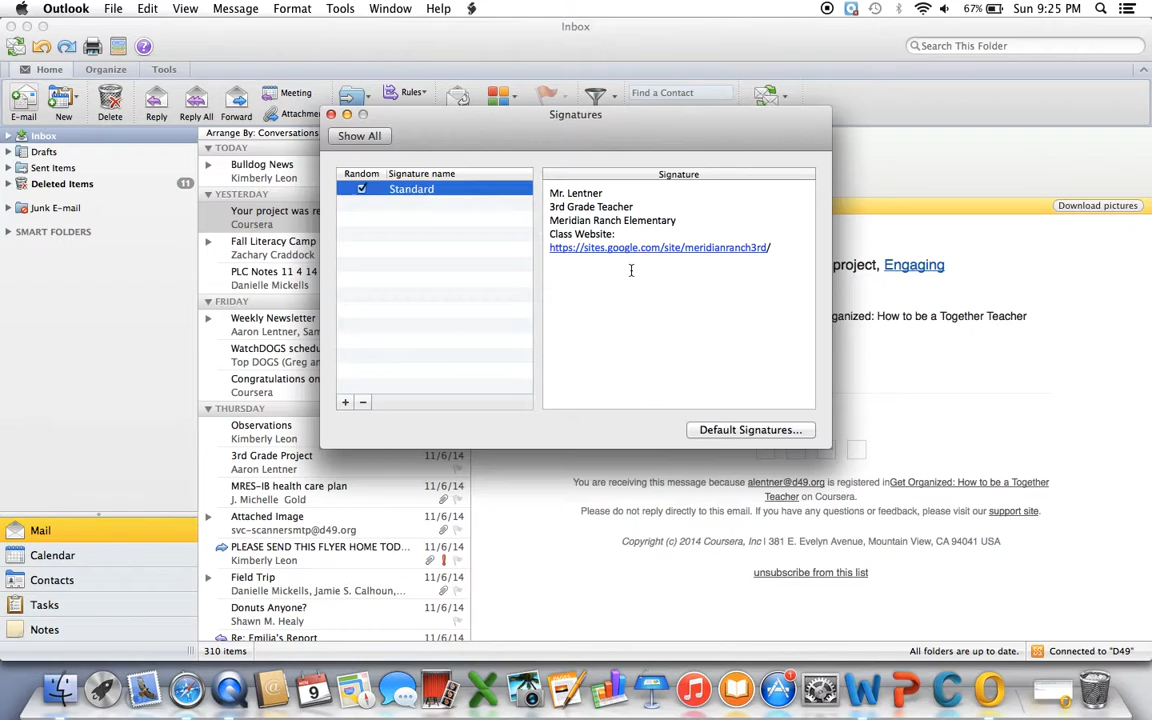 Outlook File Edit View Message Format Tools Window Help
67% Sun 9:25 PM
Inbox
Search This Folder
Home Organize Tools
E-mail New Delete Reply Reply All Forward
Meeting
Attachme
Rules
Find a Contact
Inbox
Drafts
Sent Items
Deleted Items 11
Junk E-mail
SMART FOLDERS
Mail
Calendar
Contacts
Tasks
Notes
Arrange By: Conversations
TODAY
Bulldog News
Kimberly Leon
YESTERDAY
Your project was re
Coursera
Fall Literacy Camp
Zachary Craddock
PLC Notes 11 4 14
Danielle Mickells
FRIDAY
Weekly Newsletter
Aaron Lentner, Sam
WatchDOGS schedu
Top DOGS (Greg an
Congratulations on
Coursera
THURSDAY
Observations
Kimberly Leon 11/6/14
3rd Grade Project
Aaron Lentner 11/6/14
MRES-IB health care plan 11/6/14
J. Michelle Gold
Attached Image 11/6/14
svc-scannersmtp@d49.org
PLEASE SEND THIS FLYER HOME TOD...
Kimberly Leon 11/6/14
Field Trip 11/6/14
Danielle Mickells, Jamie S. Calhoun,...
Donuts Anyone? 11/6/14
Shawn M. Healy
Re: Emilia's Report 11/6/14
310 items
Signatures
Show All
Random Signature name
Standard
+ −
Signature
Mr. Lentner
3rd Grade Teacher
Meridian Ranch Elementary
Class Website:
https://sites.google.com/site/meridianranch3rd/
Default Signatures...
Download pictures
project, Engaging
ganized: How to be a Together Teacher
You are receiving this message because alentner@d49.org is registered inGet Organized: How to be a Together
Teacher on Coursera.
Please do not reply directly to this email. If you have any questions or feedback, please visit our support site.
Copyright (c) 2014 Coursera, Inc | 381 E. Evelyn Avenue, Mountain View, CA 94041 USA
unsubscribe from this list
All folders are up to date. Connected to "D49"
NOV
9
1